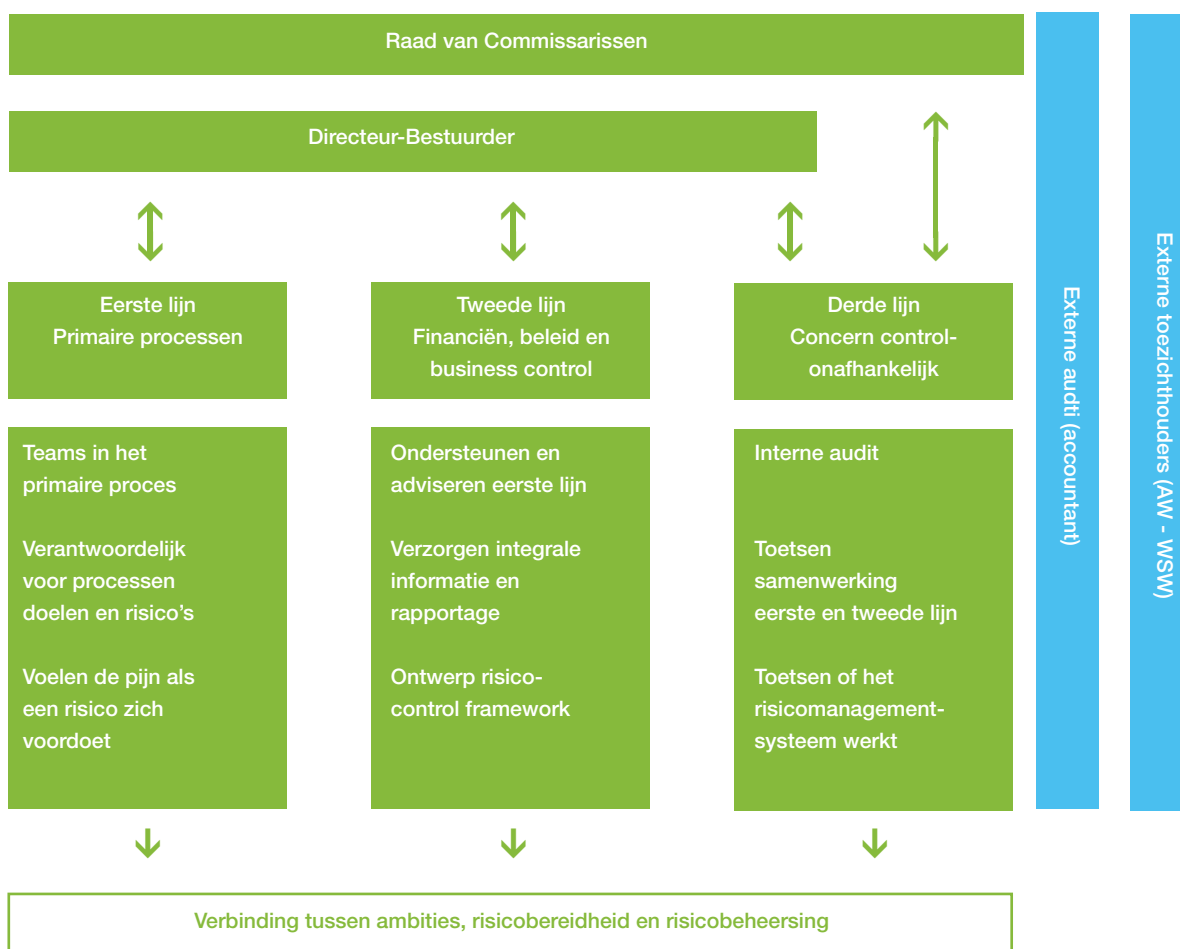 Raad van Commissarissen
Directeur-Bestuurder
Eerste lijn
Primaire processen
Tweede lijn
Financiën, beleid en
business control
Derde lijn
Concern control-
onafhankelijk
Teams in het
primaire proces
Verantwoordelijk
voor processen
doelen en risico’s
Voelen de pijn als
een risico zich
voordoet
Ondersteunen en
adviseren eerste lijn
Verzorgen integrale
informatie en
rapportage
Ontwerp risico-
control framework
Interne audit
Toetsen
samenwerking
eerste en tweede lijn
Toetsen of het
risicomanagement-
systeem werkt
Externe audti (accountant)
Externe toezichthouders (AW - WSW)
Verbinding tussen ambities, risicobereidheid en risicobeheersing